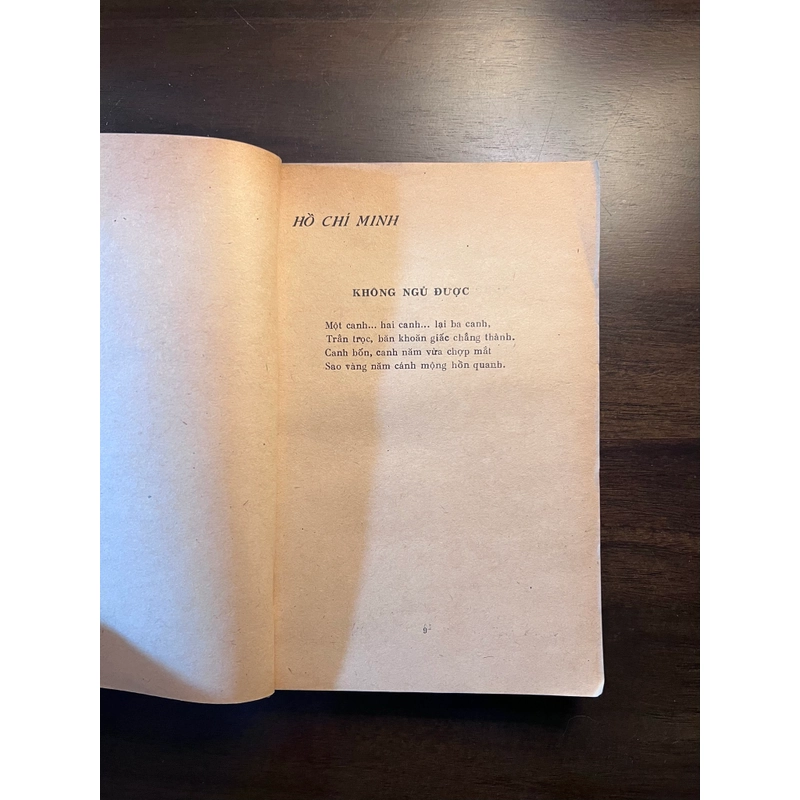 HỒ CHÍ MINH
KHÔNG NGỦ ĐƯỢC
Một canh... hai canh... lại ba canh,
Trằn trọc, băn khoăn giấc chẳng thành.
Canh bốn, canh năm vừa chợp mắt
Sao vàng năm cánh mộng hồn quanh.
9